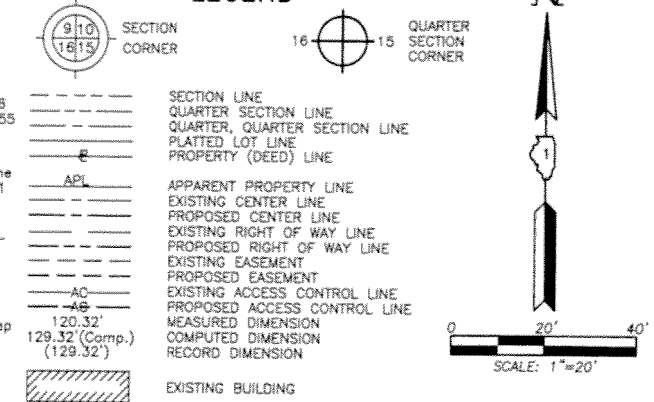 LEGEND
N
9 10 SECTION
16 15 CORNER
16 15 QUARTER
SECTION
CORNER
SECTION LINE
QUARTER SECTION LINE
QUARTER, QUARTER SECTION LINE
PLATTED LOT LINE
PROPERTY (DEED) LINE
APL APPARENT PROPERTY LINE
EXISTING CENTER LINE
PROPOSED CENTER LINE
EXISTING RIGHT OF WAY LINE
PROPOSED RIGHT OF WAY LINE
EXISTING EASEMENT
PROPOSED EASEMENT
AC EXISTING ACCESS CONTROL LINE
AC PROPOSED ACCESS CONTROL LINE
120.32' MEASURED DIMENSION
129.32'(Comp.) COMPUTED DIMENSION
(129.32') RECORD DIMENSION
EXISTING BUILDING
1
0 20' 40'
SCALE: 1"=20'